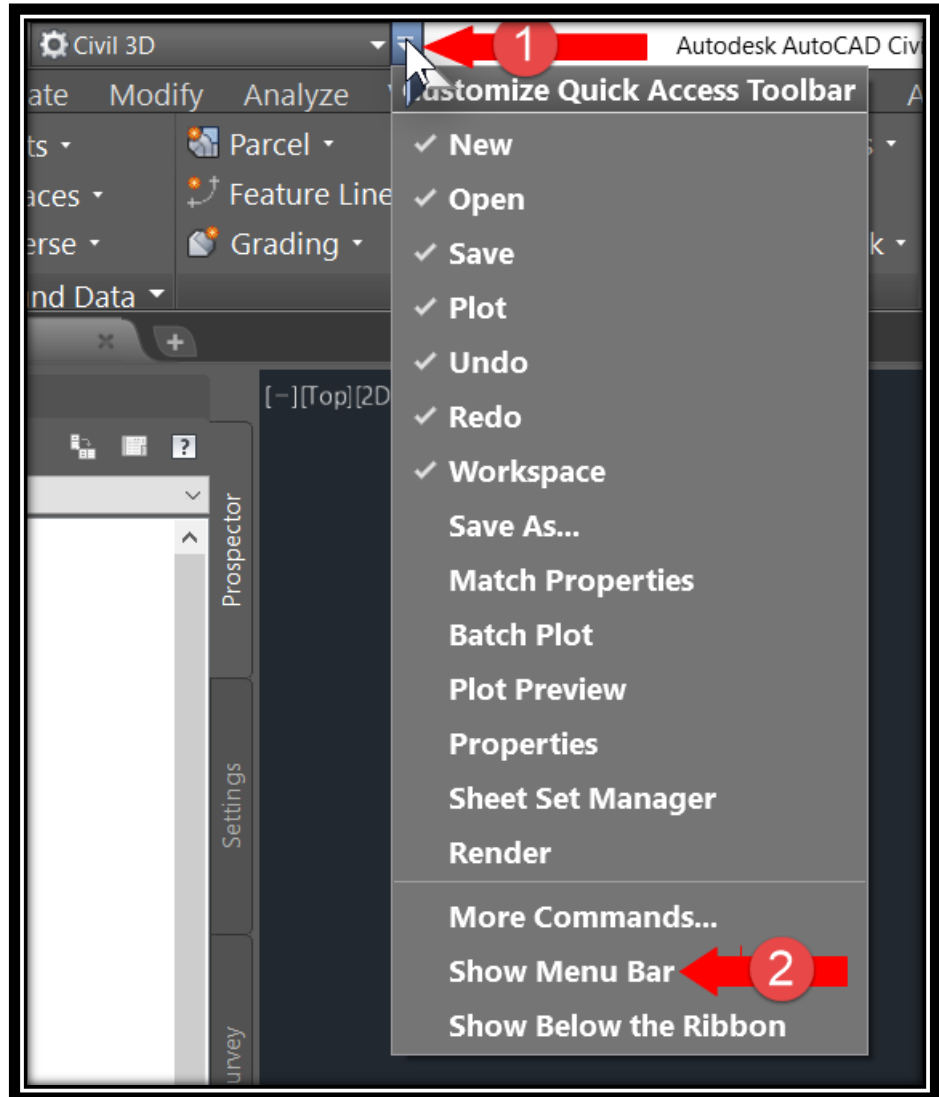 Civil 3D
1
Autodesk AutoCAD Civ
ate Modify Analyze
Customize Quick Access Toolbar
ts
Parcel
New
aces
Feature Line
Open
erse
Grading
Save
k
nd Data
Plot
Undo
[-][Top][2D
Redo
?
Workspace
Prospector
Save As...
Match Properties
Batch Plot
Plot Preview
Properties
Settings
Sheet Set Manager
Render
More Commands...
Show Menu Bar
2
Show Below the Ribbon
urvey